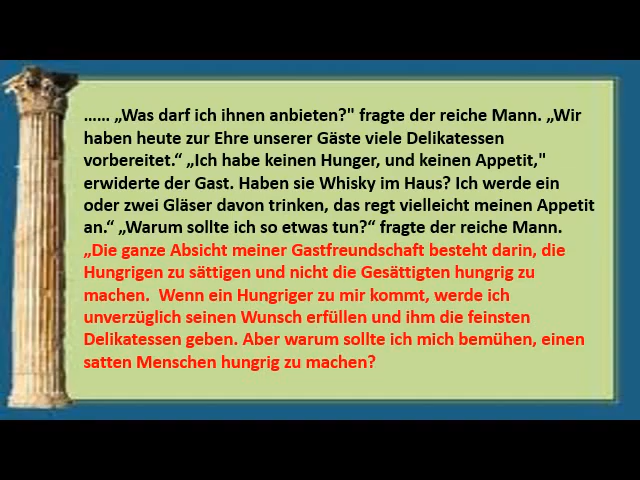 ...... „Was darf ich ihnen anbieten?" fragte der reiche Mann. „Wir
haben heute zur Ehre unserer Gäste viele Delikatessen
vorbereitet.“ „Ich habe keinen Hunger, und keinen Appetit,"
erwiderte der Gast. Haben sie Whisky im Haus? Ich werde ein
oder zwei Gläser davon trinken, das regt vielleicht meinen Appetit
an.“ „Warum sollte ich so etwas tun?“ fragte der reiche Mann.
„Die ganze Absicht meiner Gastfreundschaft besteht darin, die
Hungrigen zu sättigen und nicht die Gesättigten hungrig zu
machen.  Wenn ein Hungriger zu mir kommt, werde ich
unverzüglich seinen Wunsch erfüllen und ihm die feinsten
Delikatessen geben. Aber warum sollte ich mich bemühen, einen
satten Menschen hungrig zu machen?